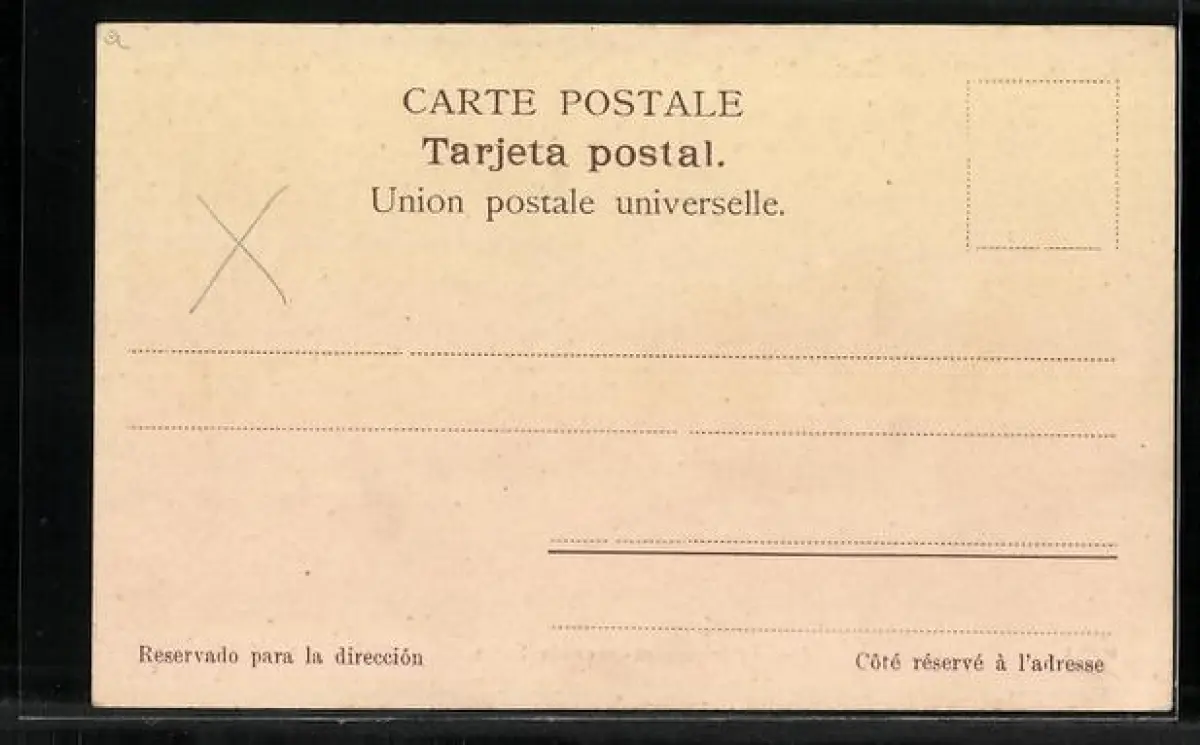 CARTE POSTALE
Tarjeta postal.
Union postale universelle.
Reservado para la dirección
Côté réservé à l'adresse